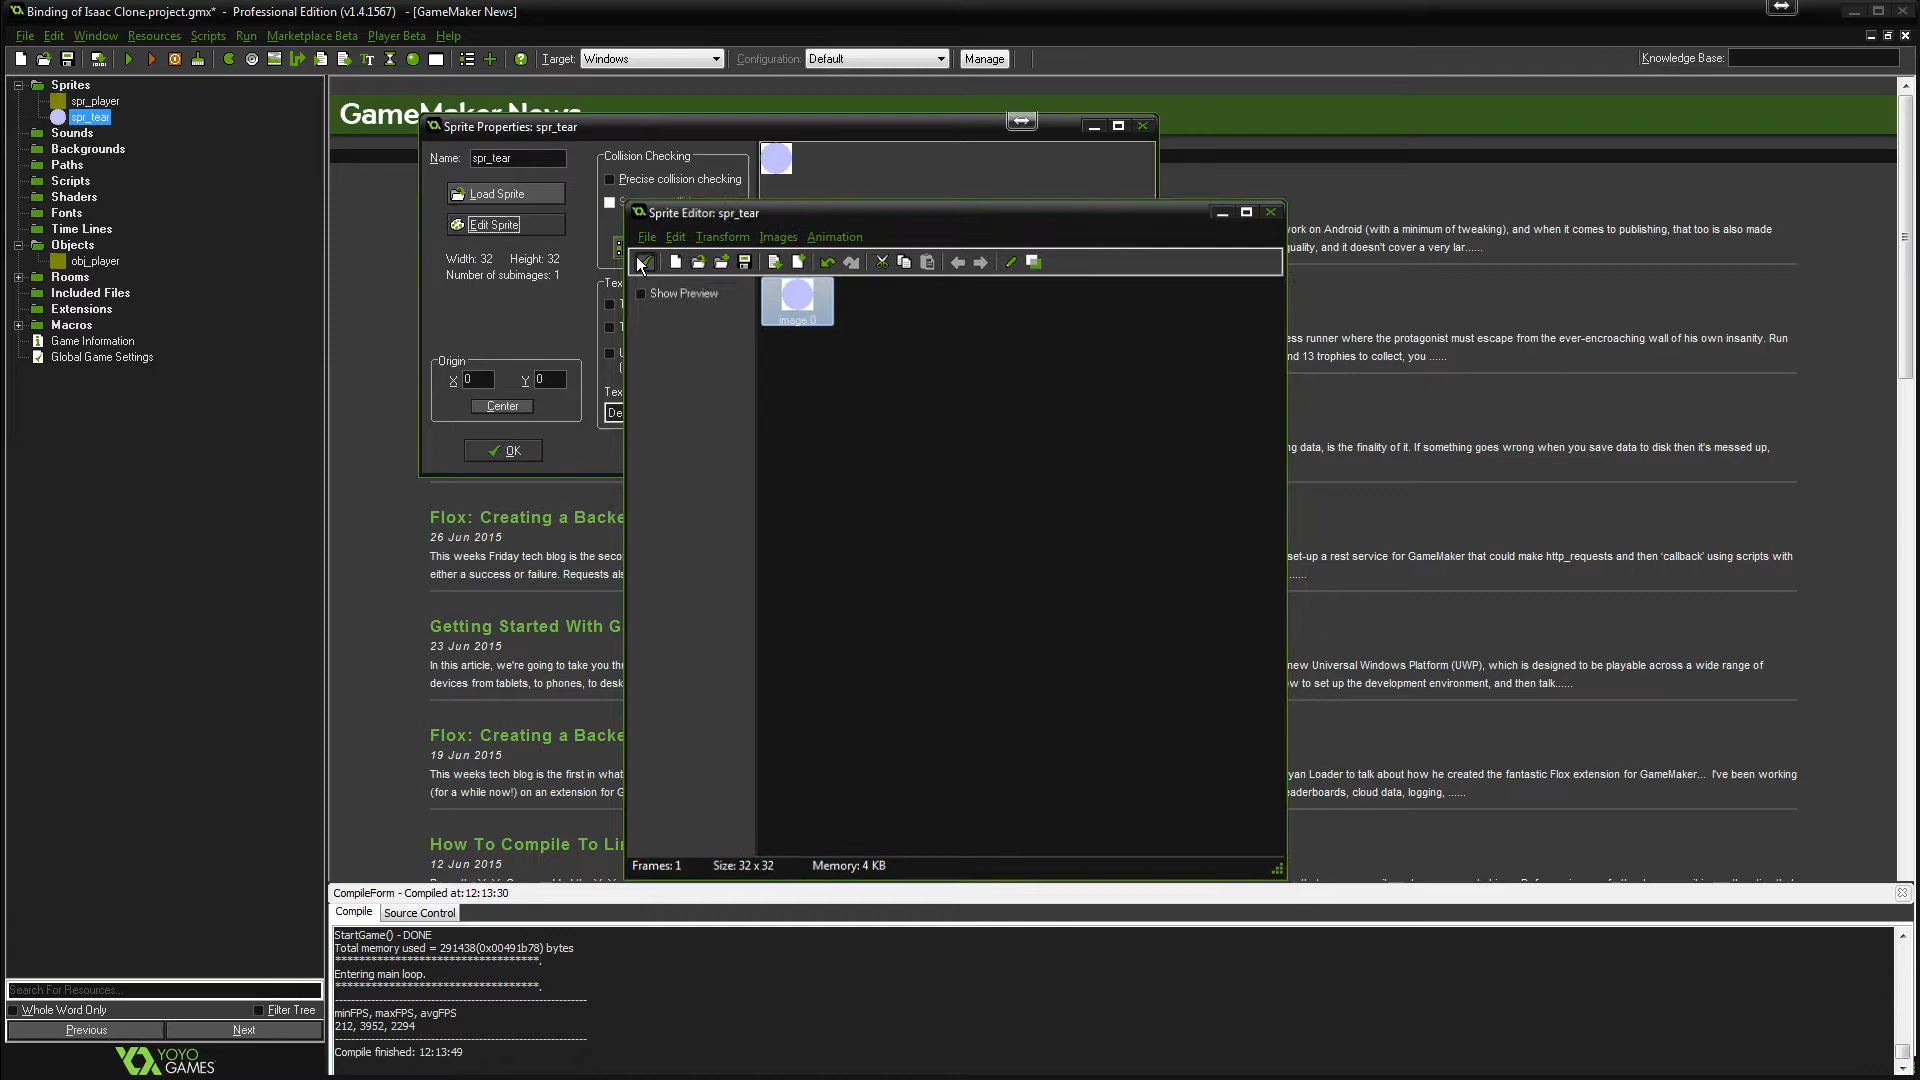 Binding of Isaac Clone.project.gmx* - Professional Edition (v1.4.1567) - [GameMaker News]
File Edit Window Resources Scripts Run Marketplace Beta Player Beta Help
Target: Windows Configuration: Default Manage Knowledge Base:
Sprites
spr_player
spr_tear
Sounds
Backgrounds
Paths
Scripts
Shaders
Fonts
Time Lines
Objects
obj_player
Rooms
Included Files
Extensions
Macros
Game Information
Global Game Settings
Search For Resources...
Whole Word Only Filter Tree
Previous Next
YOYO
GAMES
GameMaker News
Sprite Properties: spr_tear
Name: spr_tear
Load Sprite
Edit Sprite
Width: 32 Height: 32
Number of subimages: 1
Origin
X 0 Y 0
Center
OK
Collision Checking
Precise collision checking
Sprite Editor: spr_tear
File Edit Transform Images Animation
Show Preview
image 0
Frames: 1 Size: 32 x 32 Memory: 4 KB
work on Android (with a minimum of tweaking), and when it comes to publishing, that too is also made
quality, and it doesn't cover a very lar......
ess runner where the protagonist must escape from the ever-encroaching wall of his own insanity. Run
nd 13 trophies to collect, you ......
ng data, is the finality of it. If something goes wrong when you save data to disk then it's messed up,
Flox: Creating a Backe
26 Jun 2015
This weeks Friday tech blog is the seco
either a success or failure. Requests als
set-up a rest service for GameMaker that could make http_requests and then 'callback' using scripts with
......
Getting Started With G
23 Jun 2015
In this article, we're going to take you thr
devices from tablets, to phones, to desk
new Universal Windows Platform (UWP), which is designed to be playable across a wide range of
w to set up the development environment, and then talk......
Flox: Creating a Backe
19 Jun 2015
This weeks tech blog is the first in what
(for a while now!) on an extension for G
yan Loader to talk about how he created the fantastic Flox extension for GameMaker... I've been working
eaderboards, cloud data, logging, ......
How To Compile To Li
12 Jun 2015
CompileForm - Compiled at: 12:13:30
Compile Source Control
StartGame() - DONE
Total memory used = 291438(0x00491b78) bytes
**********************************.
Entering main loop.
**********************************.
minFPS, maxFPS, avgFPS
212, 3952, 2294
Compile finished: 12:13:49